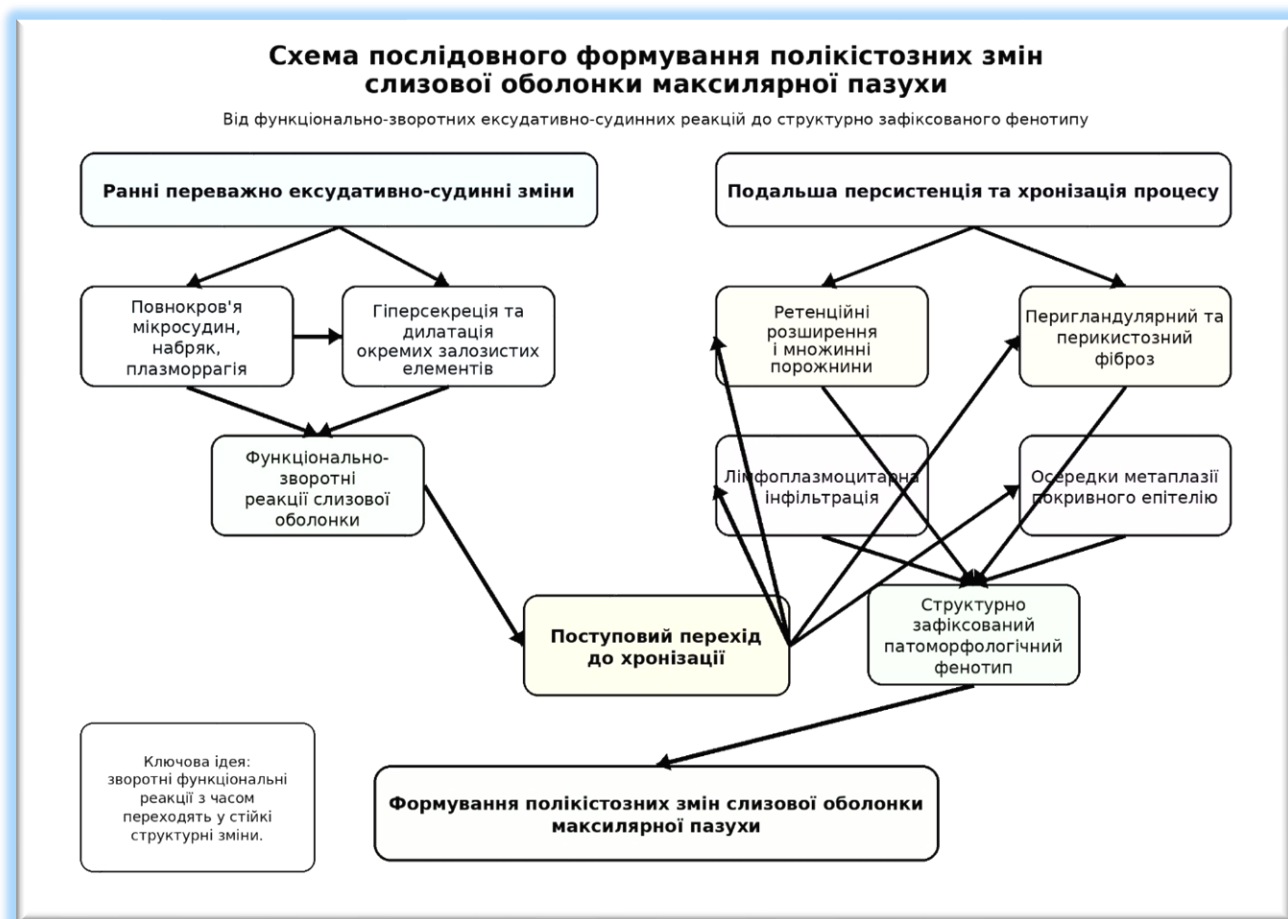 Схема послідовного формування полікістозних змін
слизової оболонки максилярної пазухи
Від функціонально-зворотних ексудативно-судинних реакцій до структурно зафіксованого фенотипу
Ранні переважно ексудативно-судинні зміни
Подальша персистенція та хронізація процесу
Повнокров'я
мікросудин,
набряк,
плазморрагія
Гіперсекреція та
дилатація
окремих залозистих
елементів
Ретенційні
розширення
і множинні
порожнини
Перигландулярний та
перикистозний
фіброз
Функціонально-
зворотні
реакції слизової
оболонки
Лімфоплазмоцитарна
інфільтрація
Осередки метаплазії
покривного епітелію
Поступовий перехід
до хронізації
Структурно
зафіксований
патоморфологічний
фенотип
Ключова ідея:
зворотні функціональні
реакції з часом
переходять у стійкі
структурні зміни.
Формування полікістозних змін слизової оболонки
максилярної пазухи